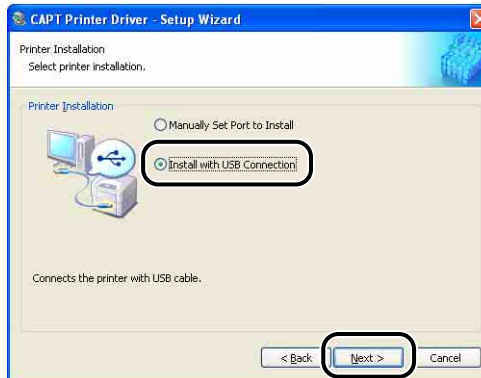 CAPT Printer Driver - Setup Wizard
Printer Installation
Select printer installation.
Printer Installation
Manually Set Port to Install
Install with USB Connection
Connects the printer with USB cable.
< Back
Next >
Cancel